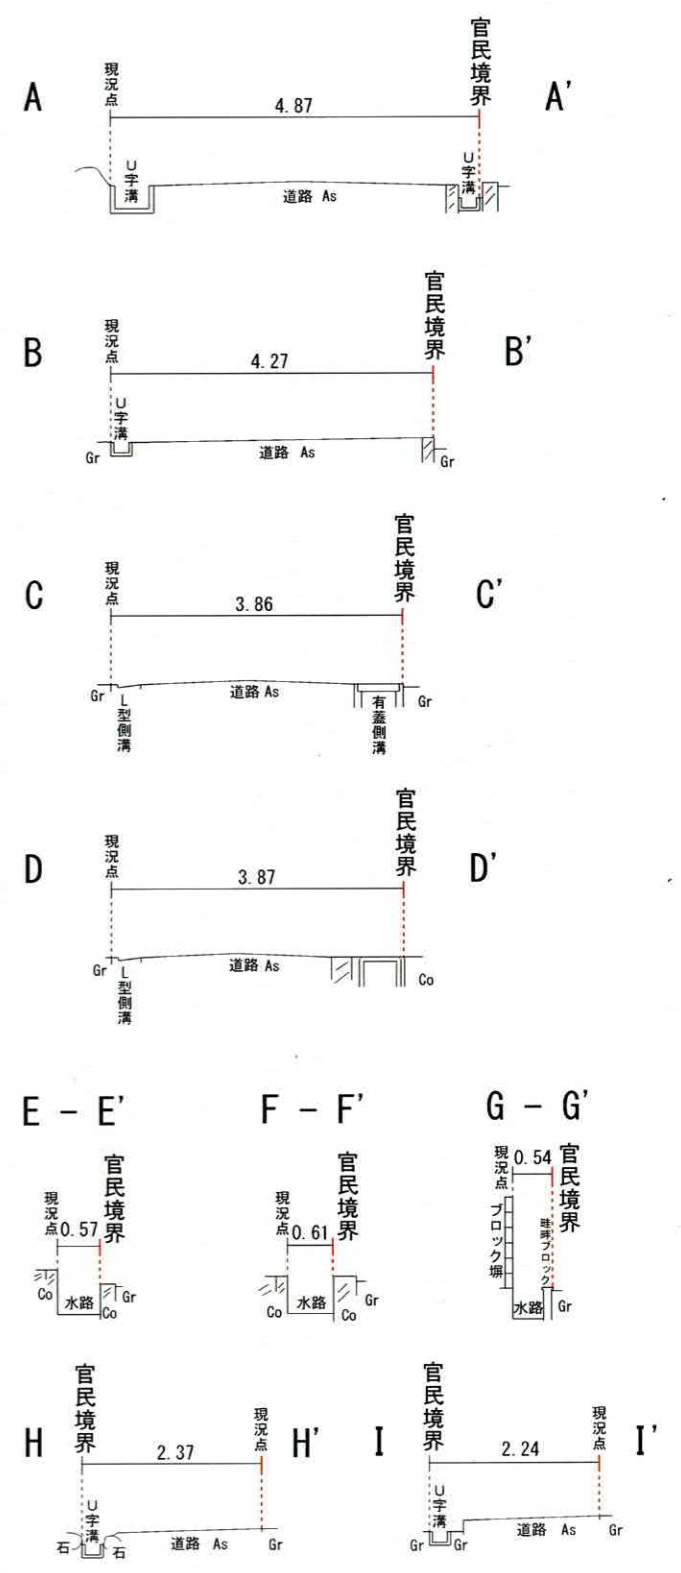 A
現況点
4.87
官民境界
A'
U字溝
道路 As
U字溝
B
現況点
4.27
官民境界
B'
U字溝
Gr
道路 As
Gr
C
現況点
3.86
官民境界
C'
Gr
L型側溝
道路 As
有蓋側溝
Gr
D
現況点
3.87
官民境界
D'
Gr
L型側溝
道路 As
Co
E - E'
現況点
0.57
官民境界
Co
水路
Co
Gr
F - F'
現況点
0.61
官民境界
Co
水路
Co
Gr
G - G'
現況点
0.54
官民境界
ブロック塀
畦畔ブロック
水路
Gr
H
官民境界
2.37
現況点
H'
U字溝
石
石
道路 As
Gr
I
官民境界
2.24
現況点
I'
U字溝
Gr
Gr
道路 As
Gr